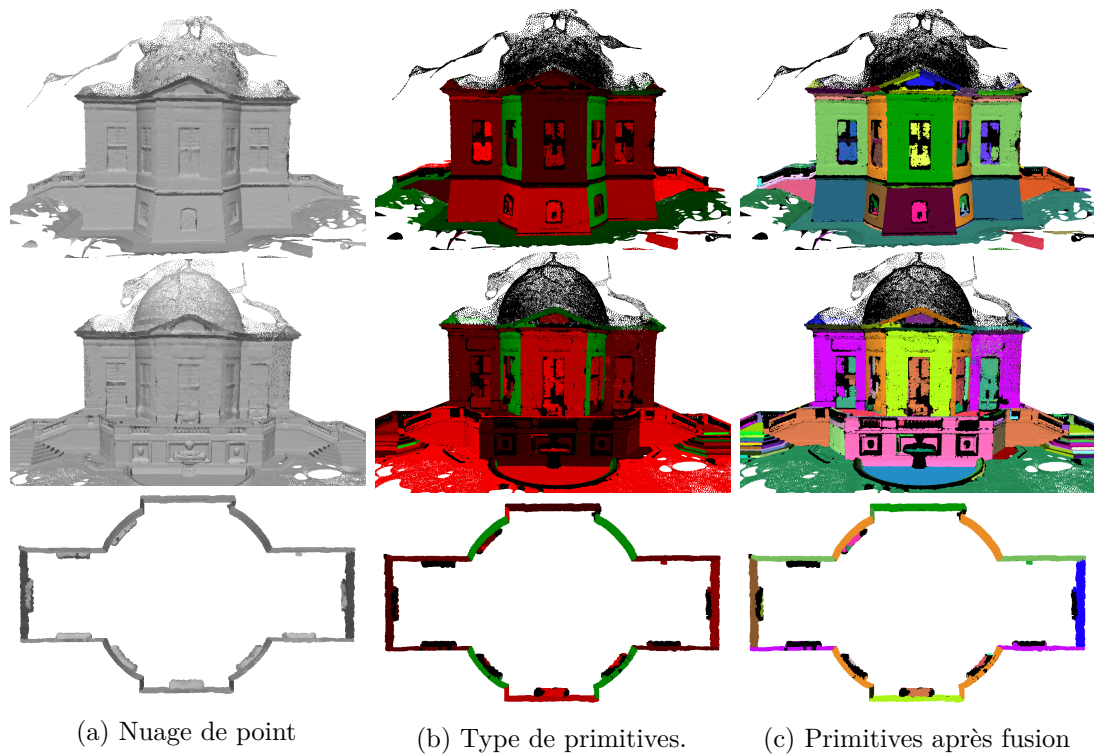 (a) Nuage de point
(b) Type de primitives.
(c) Primitives après fusion